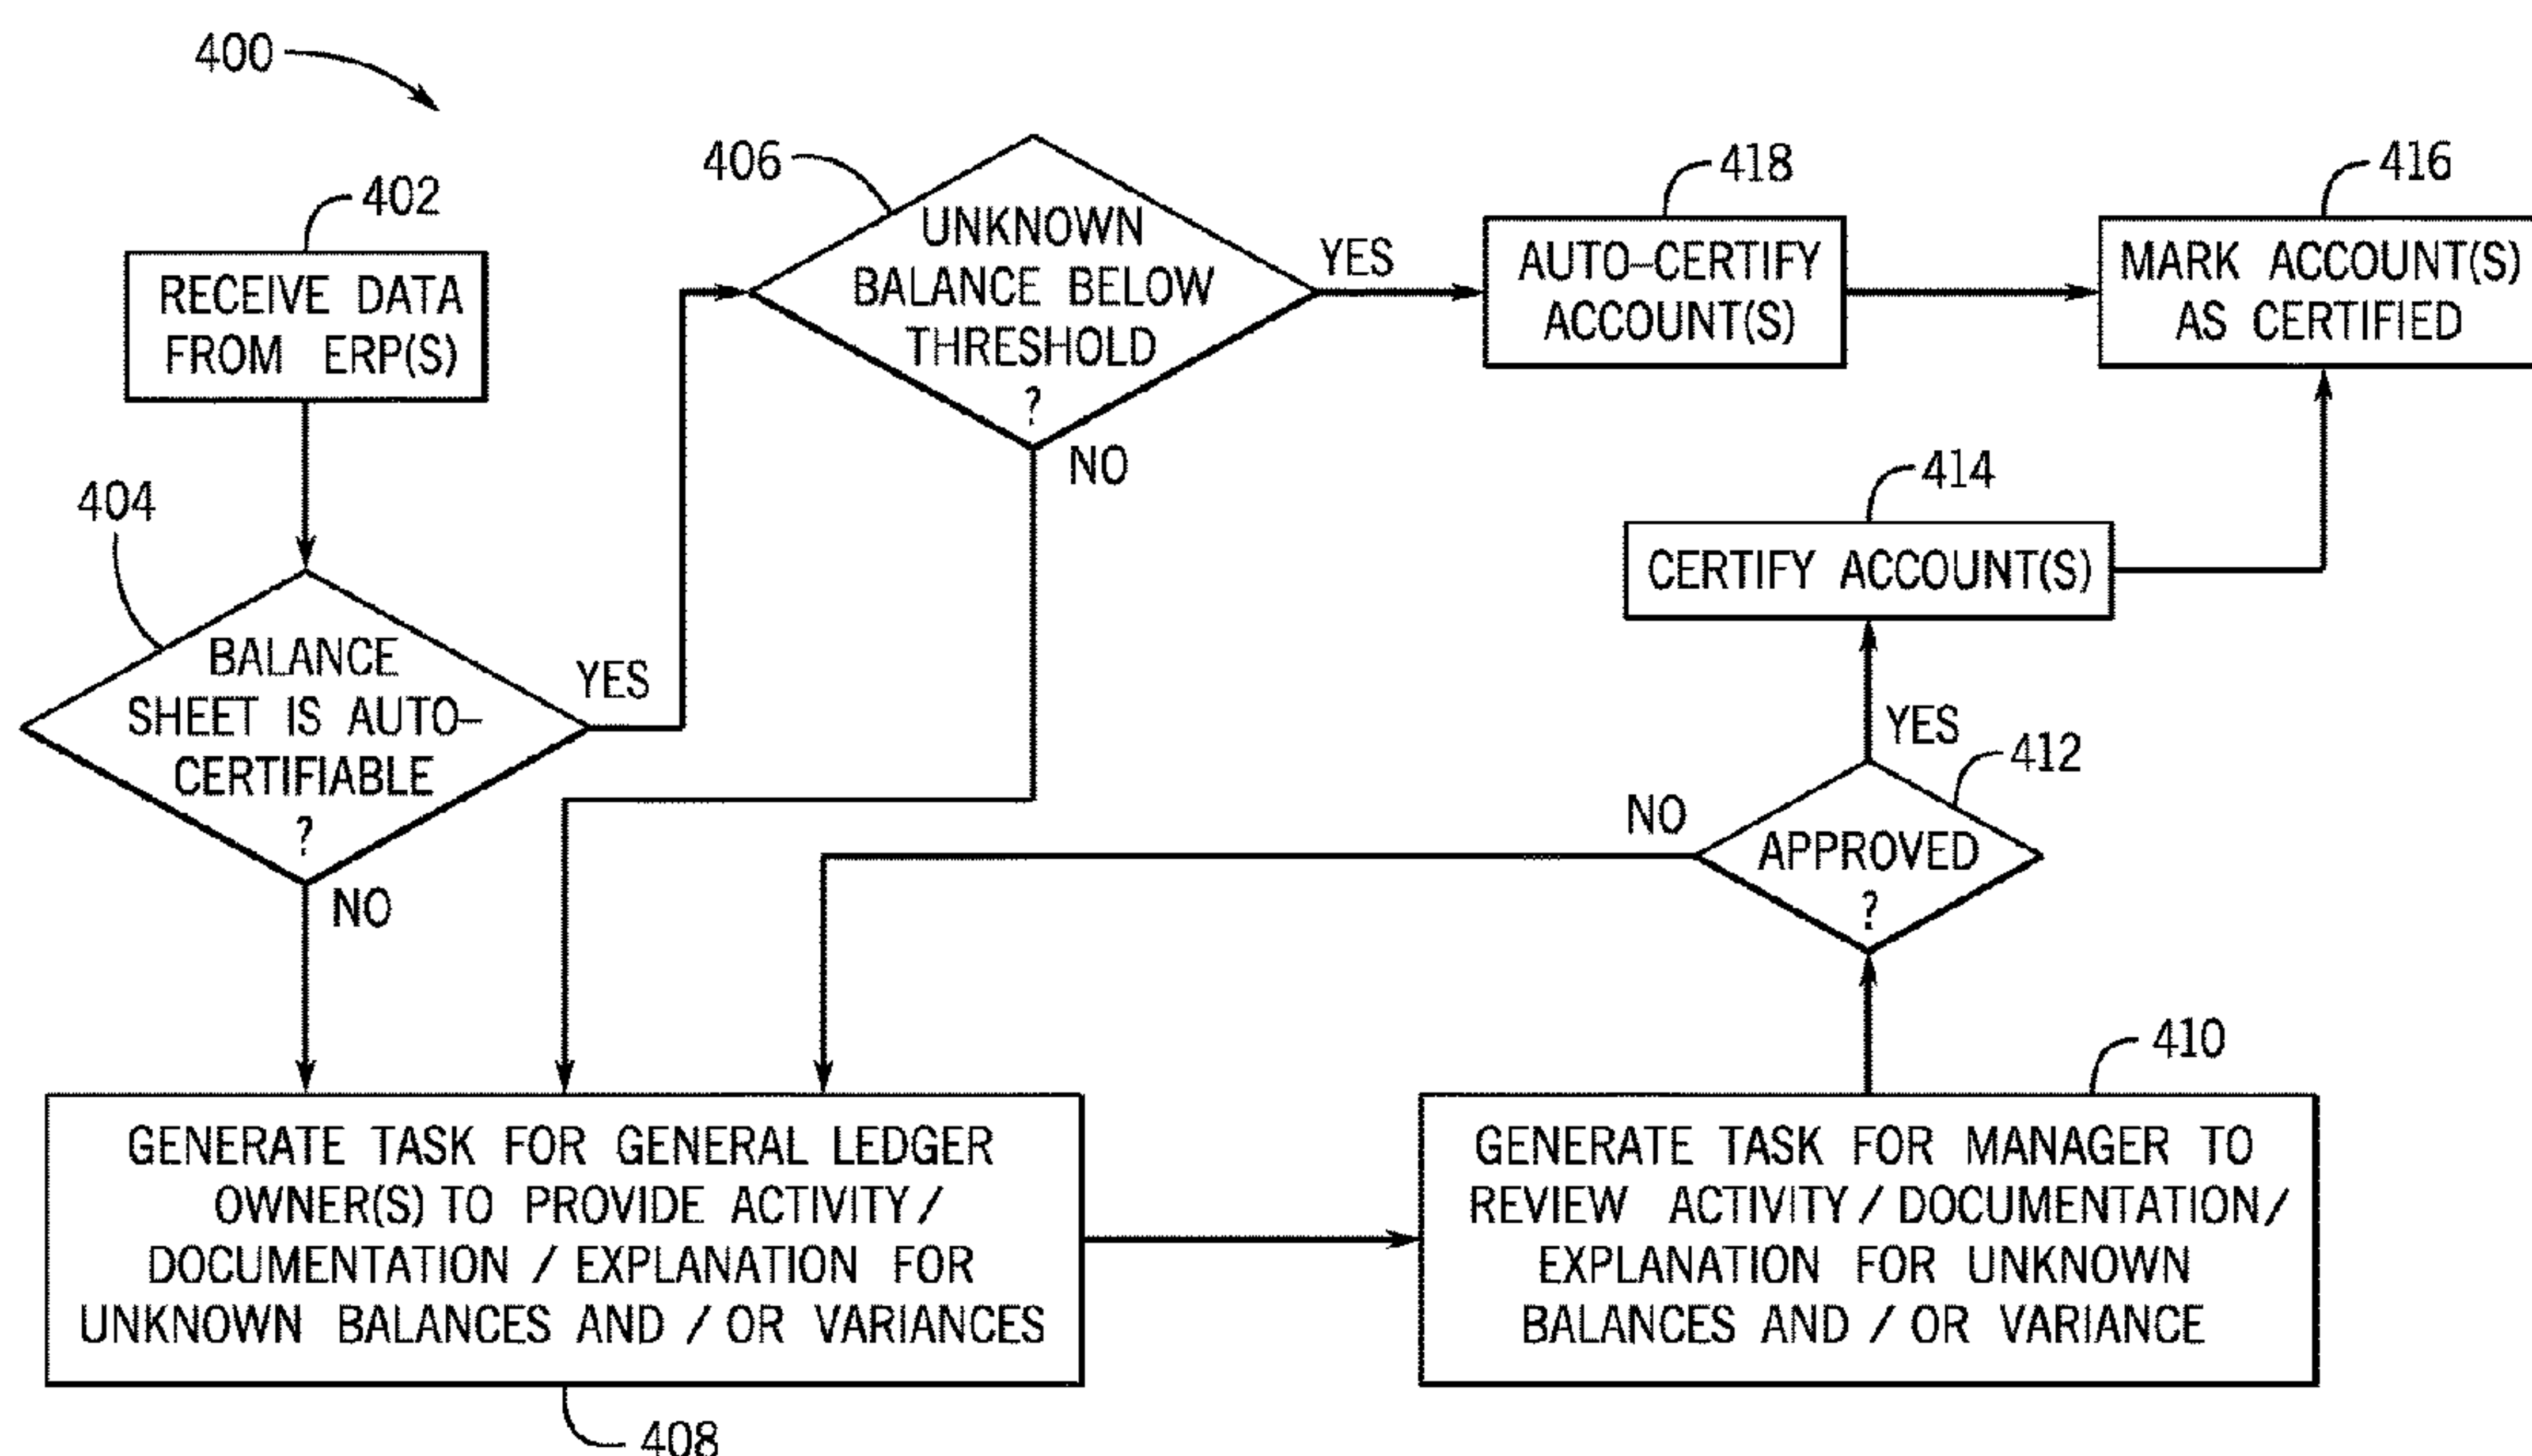 400
402
RECEIVE DATA
FROM ERP(S)
404
BALANCE
SHEET IS AUTO–
CERTIFIABLE
?
YES
NO
406
UNKNOWN
BALANCE BELOW
THRESHOLD
?
YES
NO
418
AUTO–CERTIFY
ACCOUNT(S)
416
MARK ACCOUNT(S)
AS CERTIFIED
414
CERTIFY ACCOUNT(S)
YES
412
NO
APPROVED
?
GENERATE TASK FOR GENERAL LEDGER
OWNER(S) TO PROVIDE ACTIVITY /
DOCUMENTATION / EXPLANATION FOR
UNKNOWN BALANCES AND / OR VARIANCES
408
410
GENERATE TASK FOR MANAGER TO
REVIEW ACTIVITY / DOCUMENTATION /
EXPLANATION FOR UNKNOWN
BALANCES AND / OR VARIANCE